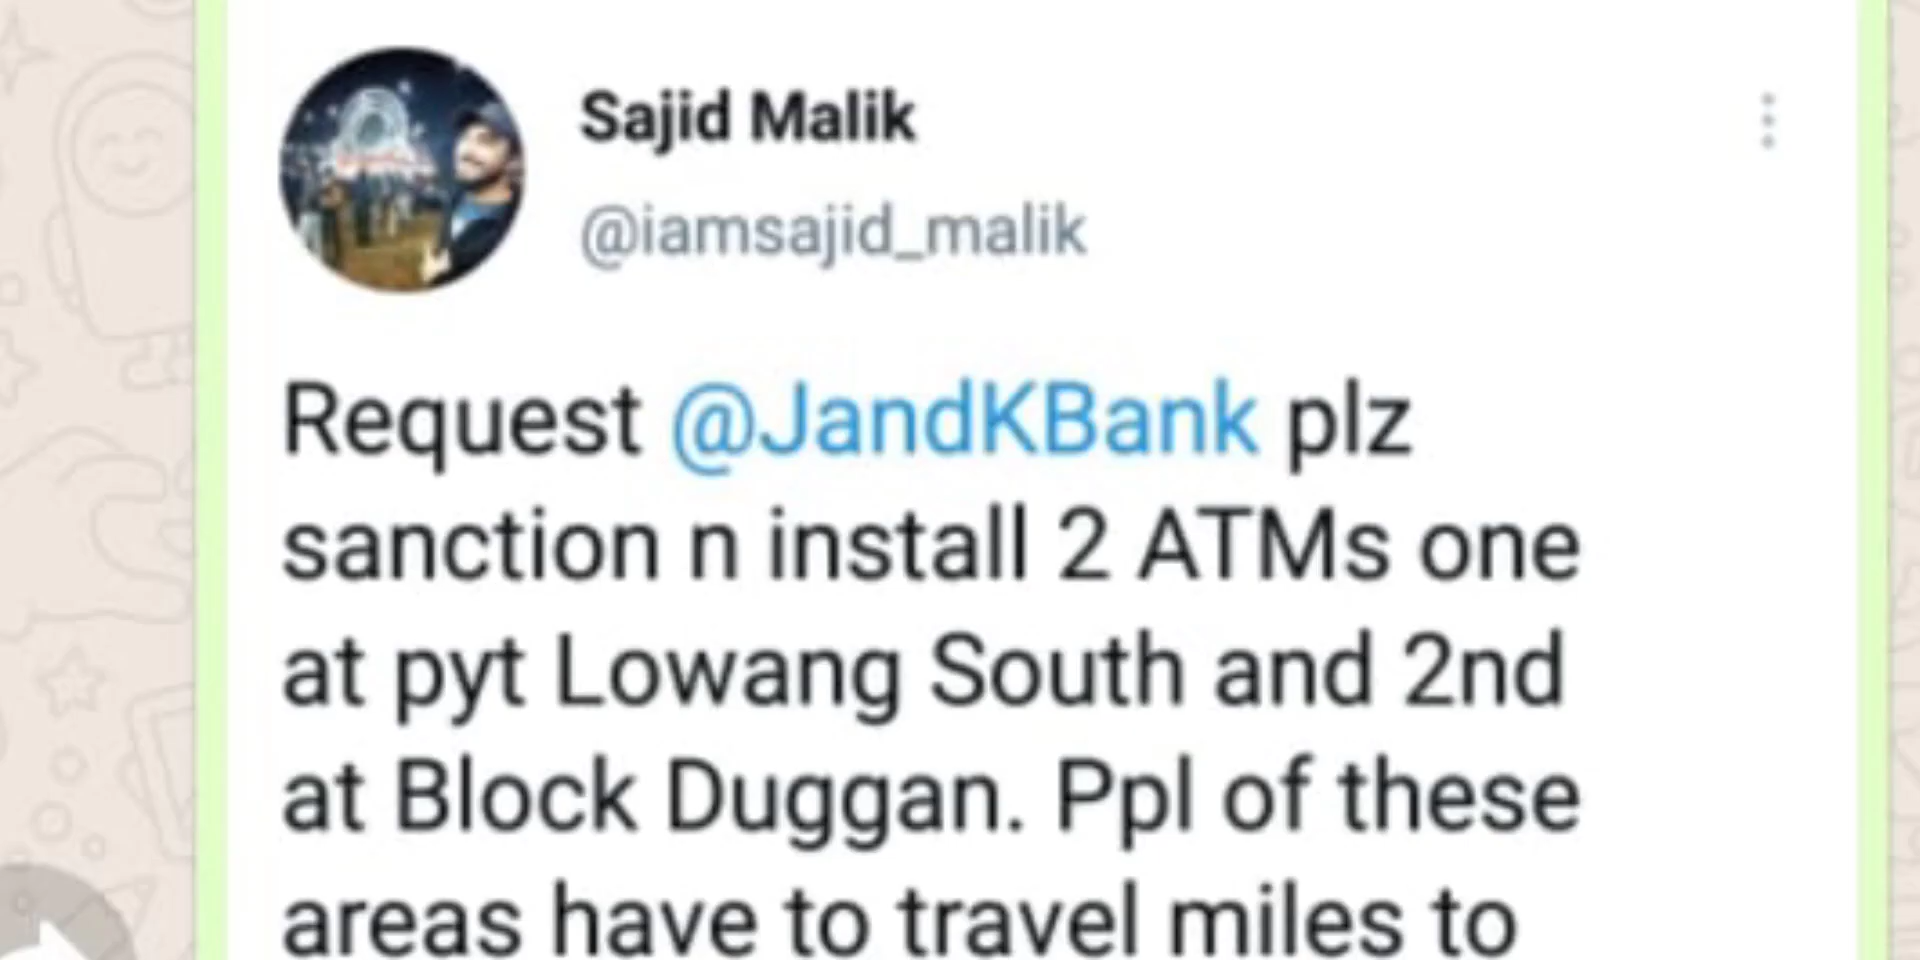 Sajid Malik
@iamsajid_malik
Request @JandKBank plz
sanction n install 2 ATMs one
at pyt Lowang South and 2nd
at Block Duggan. Ppl of these
areas have to travel miles to